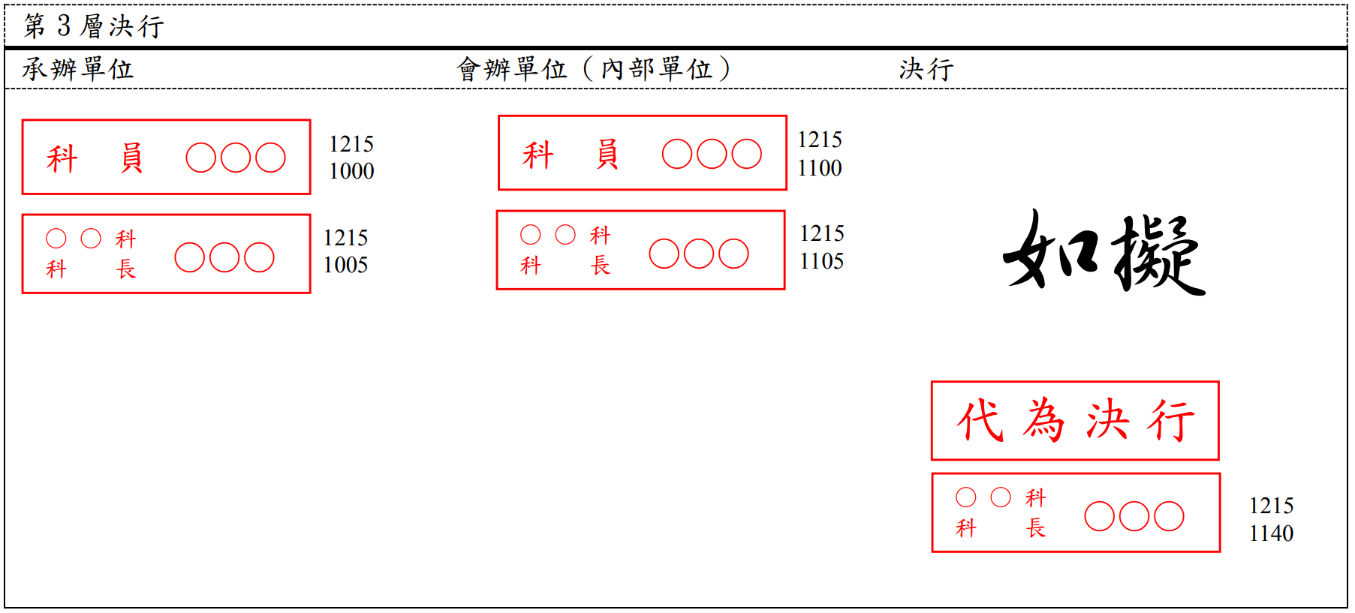 第 3 層決行
承辦單位
會辦單位（內部單位）
決行
科 員 ○○○
1215
1000
○ ○ 科
科 長
○○○
1215
1005
科 員 ○○○
1215
1100
○ ○ 科
科 長
○○○
1215
1105
如擬
代為決行
○ ○ 科
科 長
○○○
1215
1140